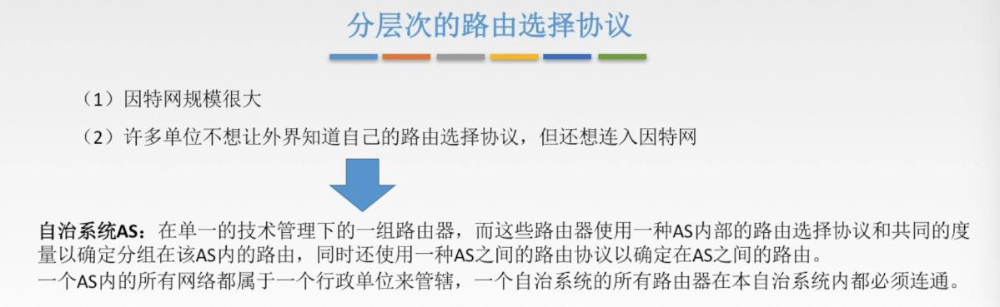 分层次的路由选择协议
（1）因特网规模很大
（2）许多单位不想让外界知道自己的路由选择协议，但还想连入因特网
自治系统AS：在单一的技术管理下的一组路由器，而这些路由器使用一种AS内部的路由选择协议和共同的度
量以确定分组在该AS内的路由，同时还使用一种AS之间的路由协议以确定在AS之间的路由。
一个AS内的所有网络都属于一个行政单位来管辖，一个自治系统的所有路由器在本自治系统内都必须连通。